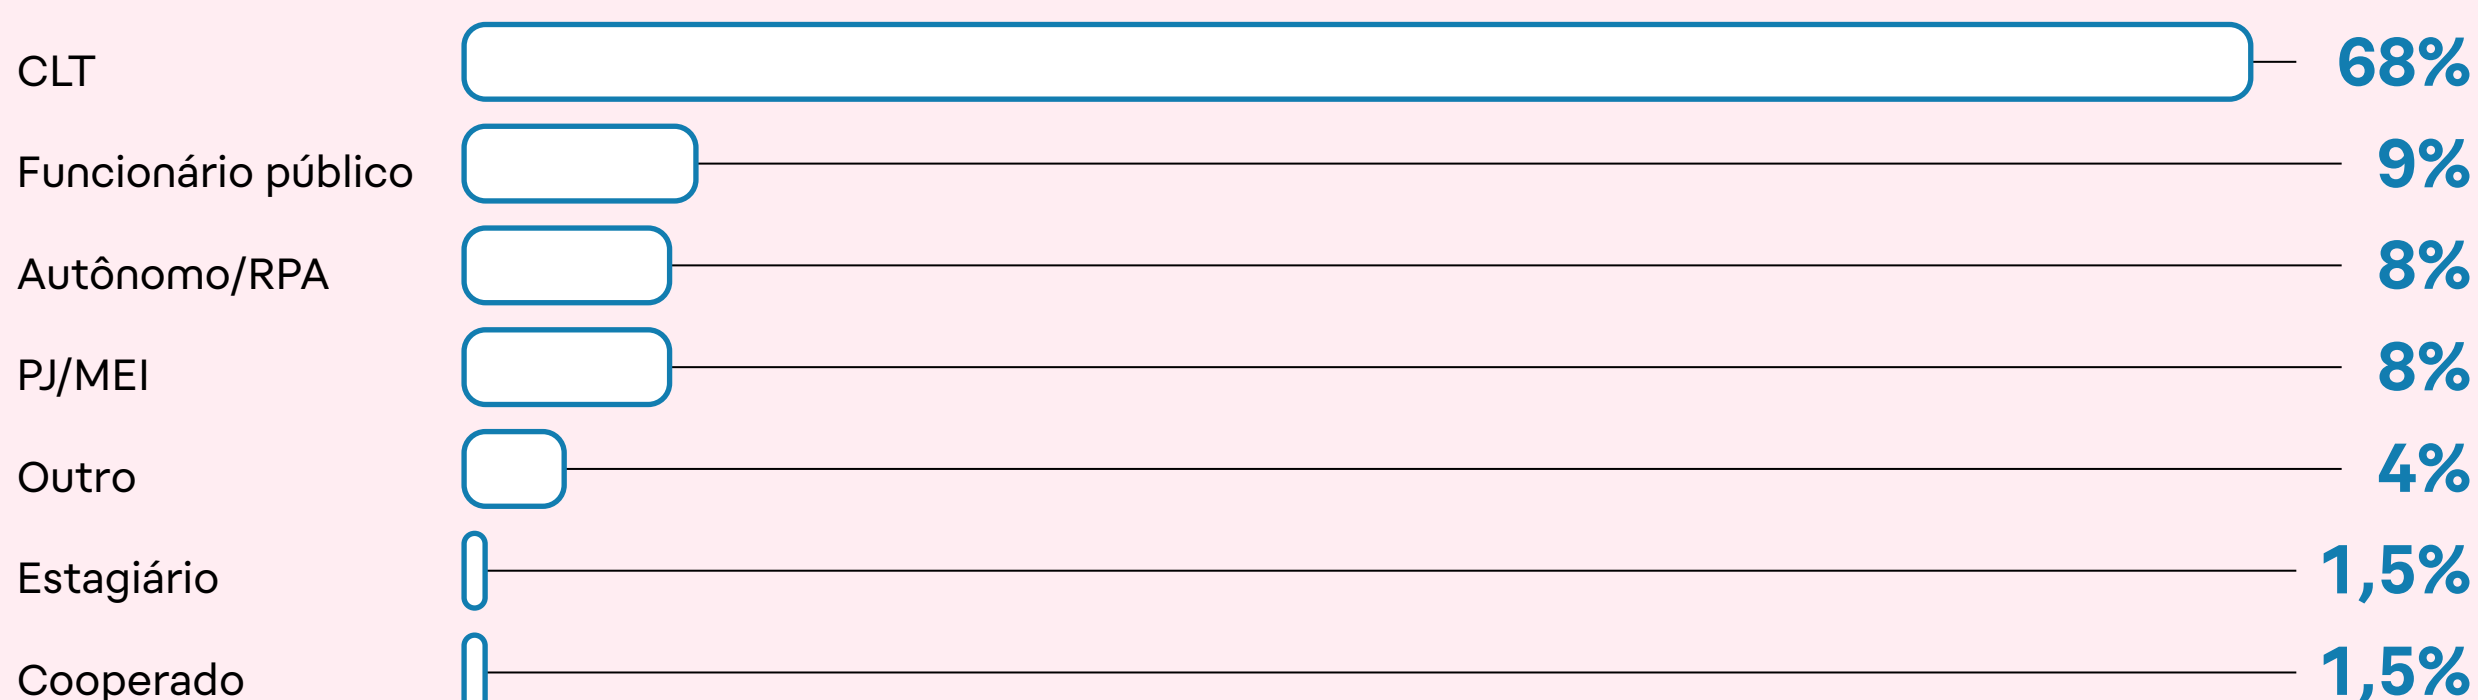 CLT 68%
Funcionário público 9%
Autônomo/RPA 8%
PJ/MEI 8%
Outro 4%
Estagiário 1,5%
Cooperado 1,5%